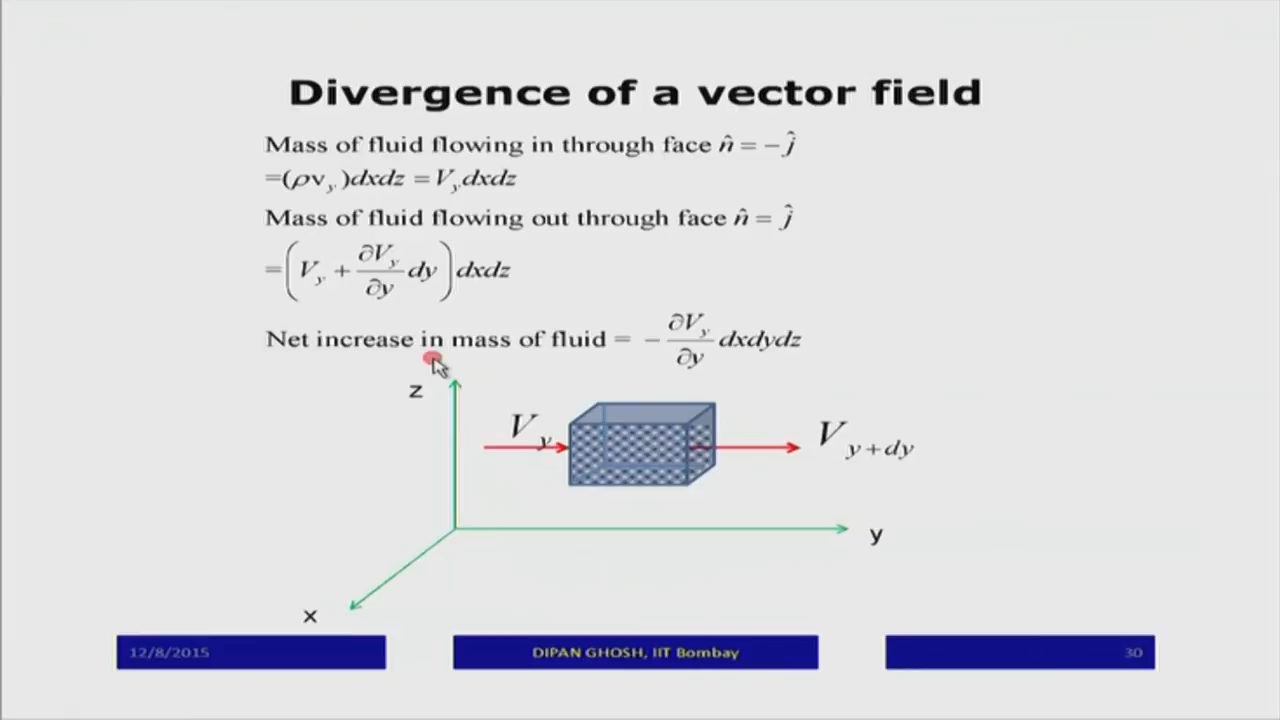 Divergence of a vector field
Mass of fluid flowing in through face n̂ = −ĵ
=(ρv_y)dxdz = V_y dxdz
Mass of fluid flowing out through face n̂ = ĵ
=(V_y + ∂V_y/∂y dy)dxdz
Net increase in mass of fluid = − ∂V_y/∂y dxdydz
z
V_y
V_y+dy
y
x
12/8/2015
DIPAN GHOSH, IIT Bombay
30